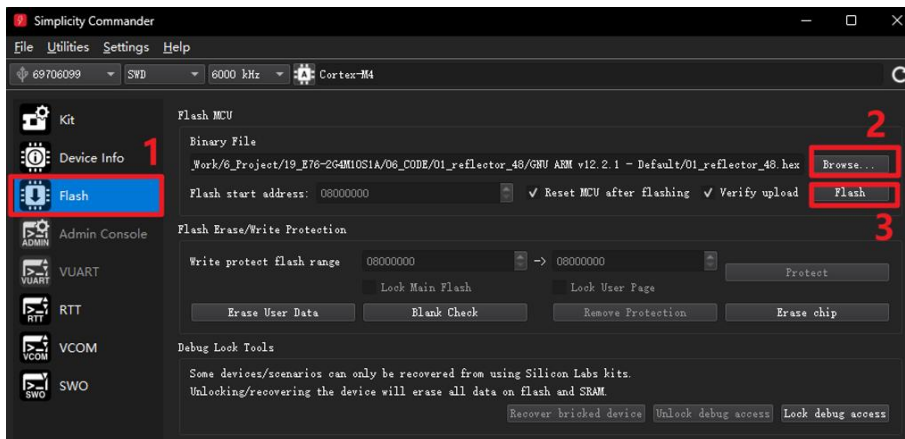 Simplicity Commander
File Utilities Settings Help
69706099 SWD 6000 kHz Cortex-M4
Kit
Device Info
Flash
Admin Console
VUART
RTT
VCOM
SWO
ADMIN
VUART
RTT
VCOM
SWO
1
Flash MCU
2
Binary File
_Work/6_Project/19_E76-2G4M10S1A/06_CODE/01_reflector_48/GNU ARM v12.2.1 - Default/01_reflector_48.hex Browse...
Flash start address: 08000000 Reset MCU after flashing Verify upload Flash
3
Flash Erase/Write Protection
Write protect flash range 08000000 -> 08000000 Protect
Lock Main Flash Lock User Page
Erase User Data Blank Check Remove Protection Erase chip
Debug Lock Tools
Some devices/scenarios can only be recovered from using Silicon Labs kits.
Unlocking/recovering the device will erase all data on flash and SRAM.
Recover bricked device Unlock debug access Lock debug access